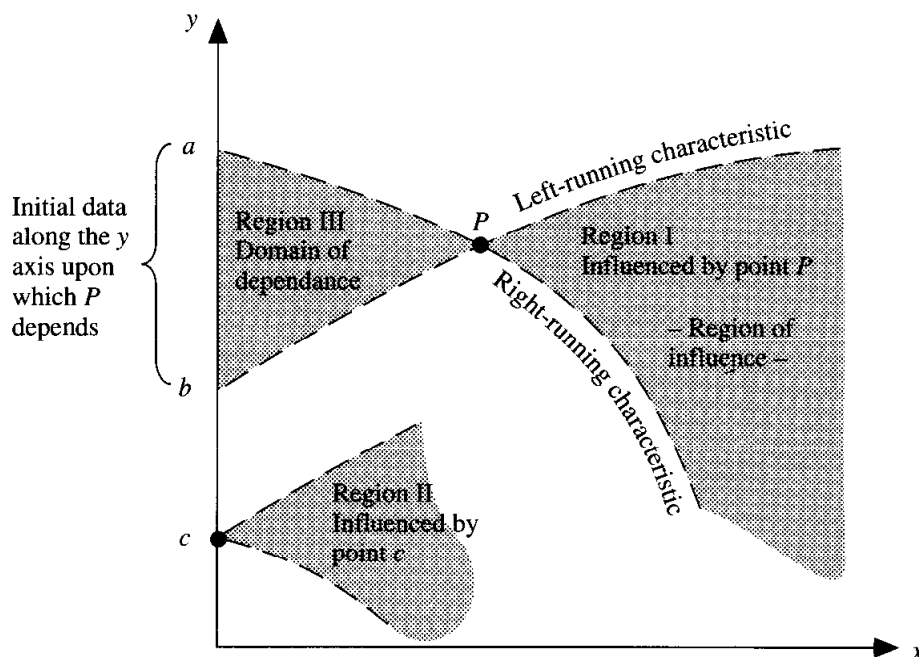 y
a
Initial data
along the y
axis upon
which P
depends
b
c
Region III
Domain of
dependance
P
Left-running characteristic
Region I
Influenced by point P
– Region of
influence –
Right-running characteristic
Region II
Influenced by
point c
x